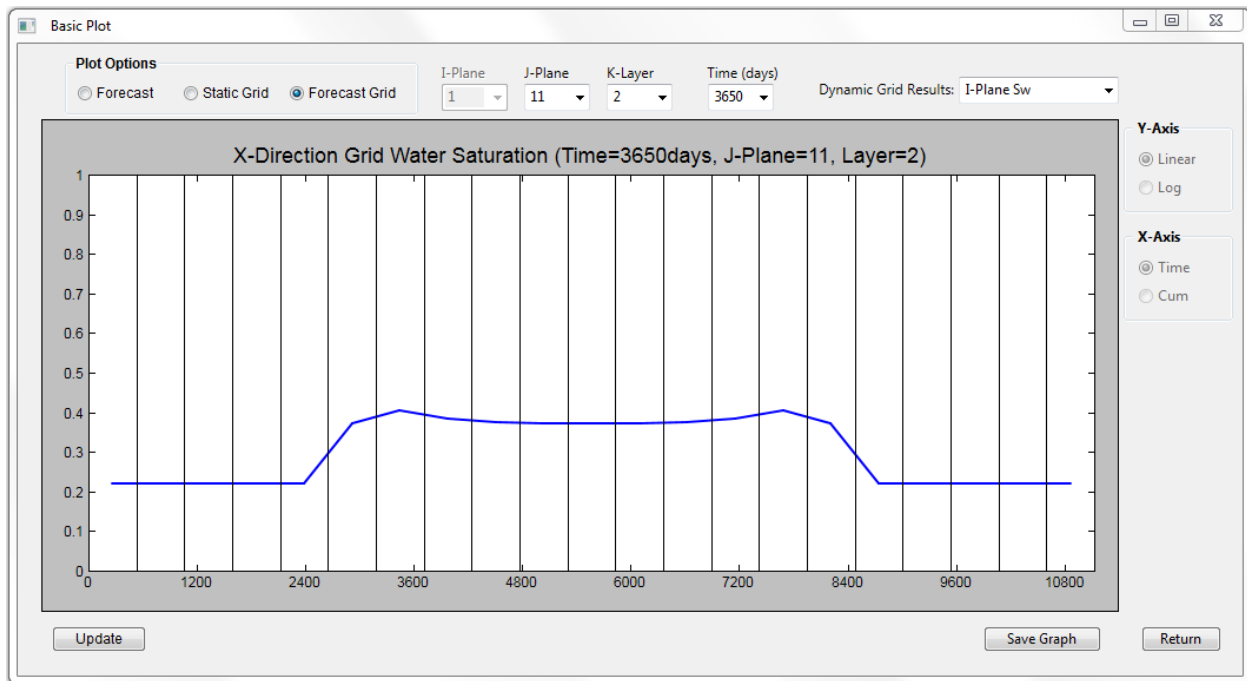 Basic Plot
Plot Options
Forecast Static Grid Forecast Grid
I-Plane J-Plane K-Layer Time (days)
1 11 2 3650
Dynamic Grid Results: I-Plane Sw
X-Direction Grid Water Saturation (Time=3650days, J-Plane=11, Layer=2)
1
0.9
0.8
0.7
0.6
0.5
0.4
0.3
0.2
0.1
0
0 1200 2400 3600 4800 6000 7200 8400 9600 10800
Y-Axis
Linear
Log
X-Axis
Time
Cum
Update Save Graph Return